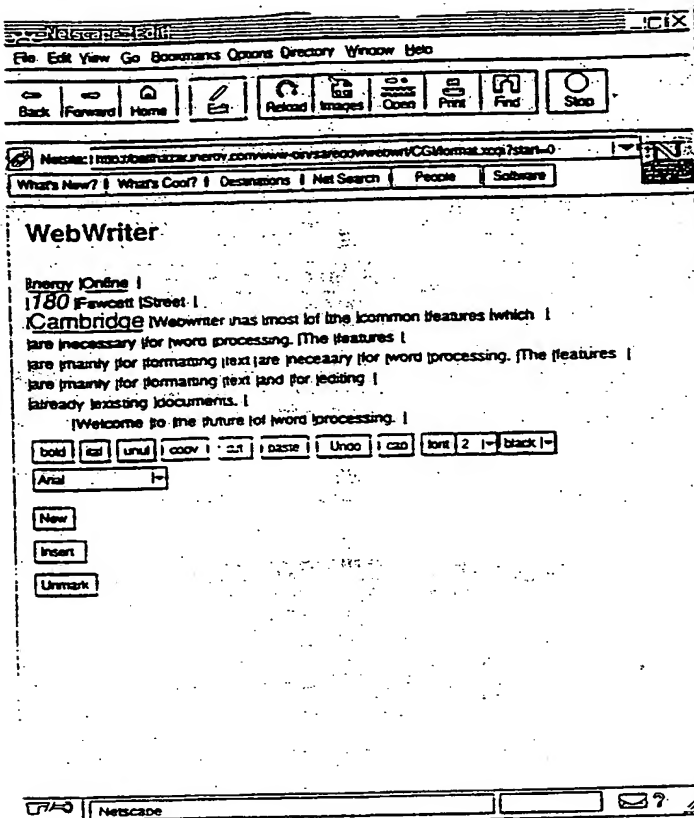 Netscape - Edit
File Edit View Go Bookmarks Options Directory Window Help
Back Forward Home Reload Images Open Print Find Stop
Netsite: N
What's New? What's Cool? Destinations Net Search People Software
WebWriter
Inergy |Online |
|180 |Fawcett |Street |
|Cambridge |Webwriter |has |most |of |the |common |features |which |
|are |necessary |for |word |processing. |The |features |
|are |mainly |for |formatting |text |are |neceaary |for |word |processing. |The |features |
|are |mainly |for |formatting |text |and |for |editing |
|already |existing |documents. |
|Welcome |to |the |future |of |word |processing. |
bold ital unul copy cut paste Undo cap font 2 black
Arial
New
Insert
Unmark
Netscape ?